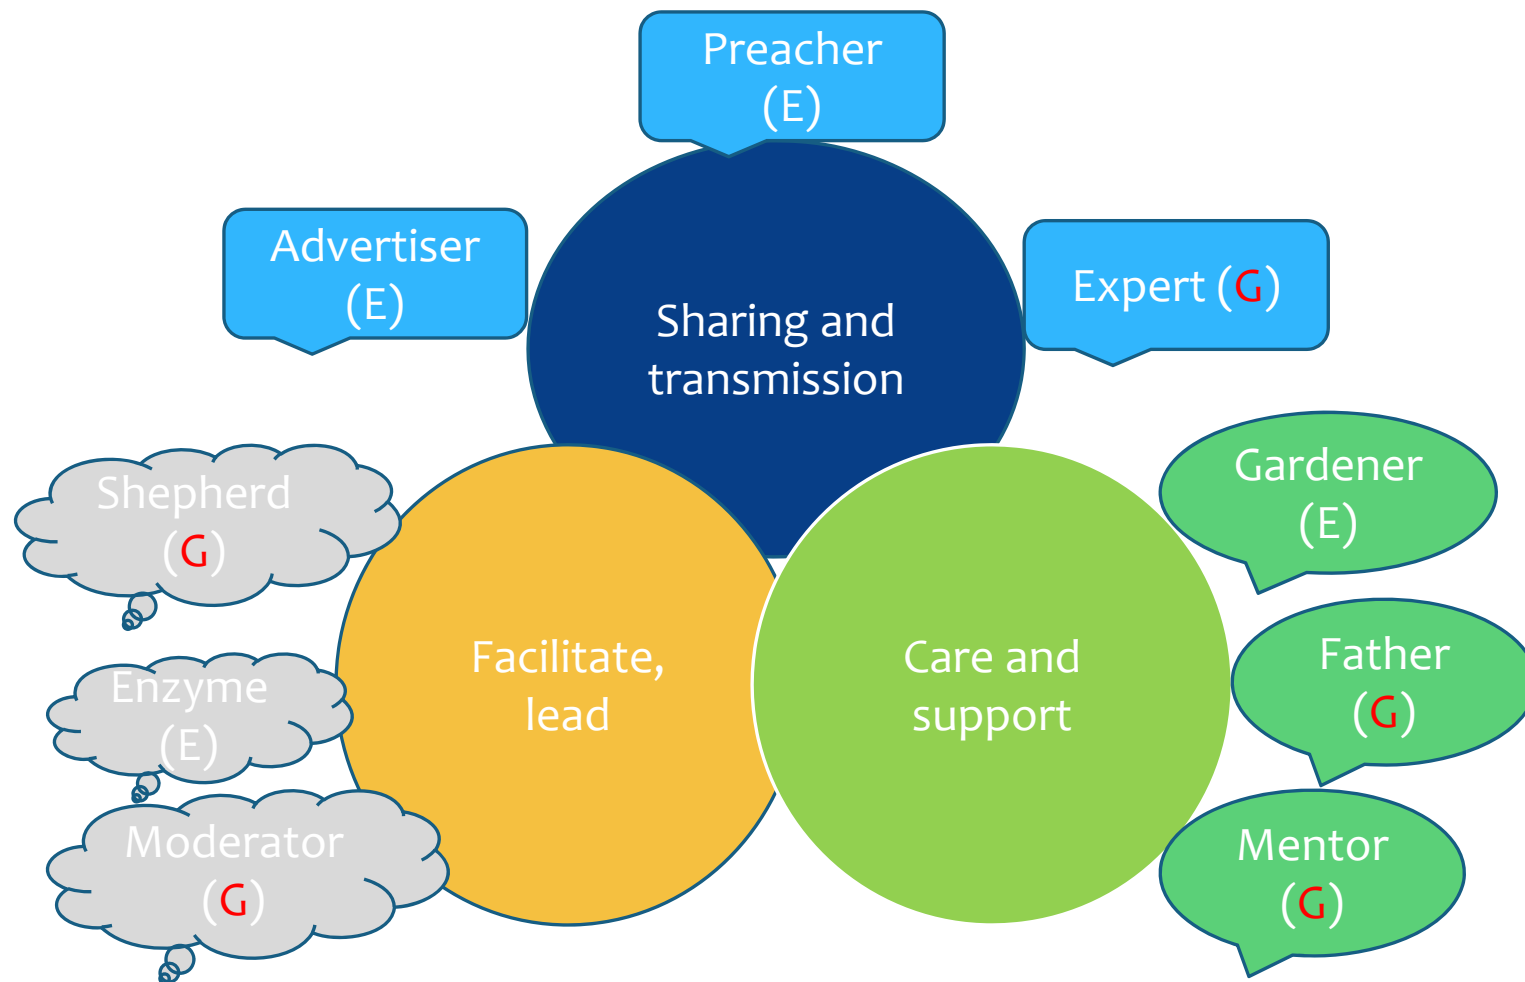 Preacher
(E)
Advertiser
(E)
Expert (G)
Sharing and
transmission
Shepherd
(G)
Gardener
(E)
Enzyme
(E)
Facilitate,
lead
Care and
support
Father
(G)
Moderator
(G)
Mentor
(G)